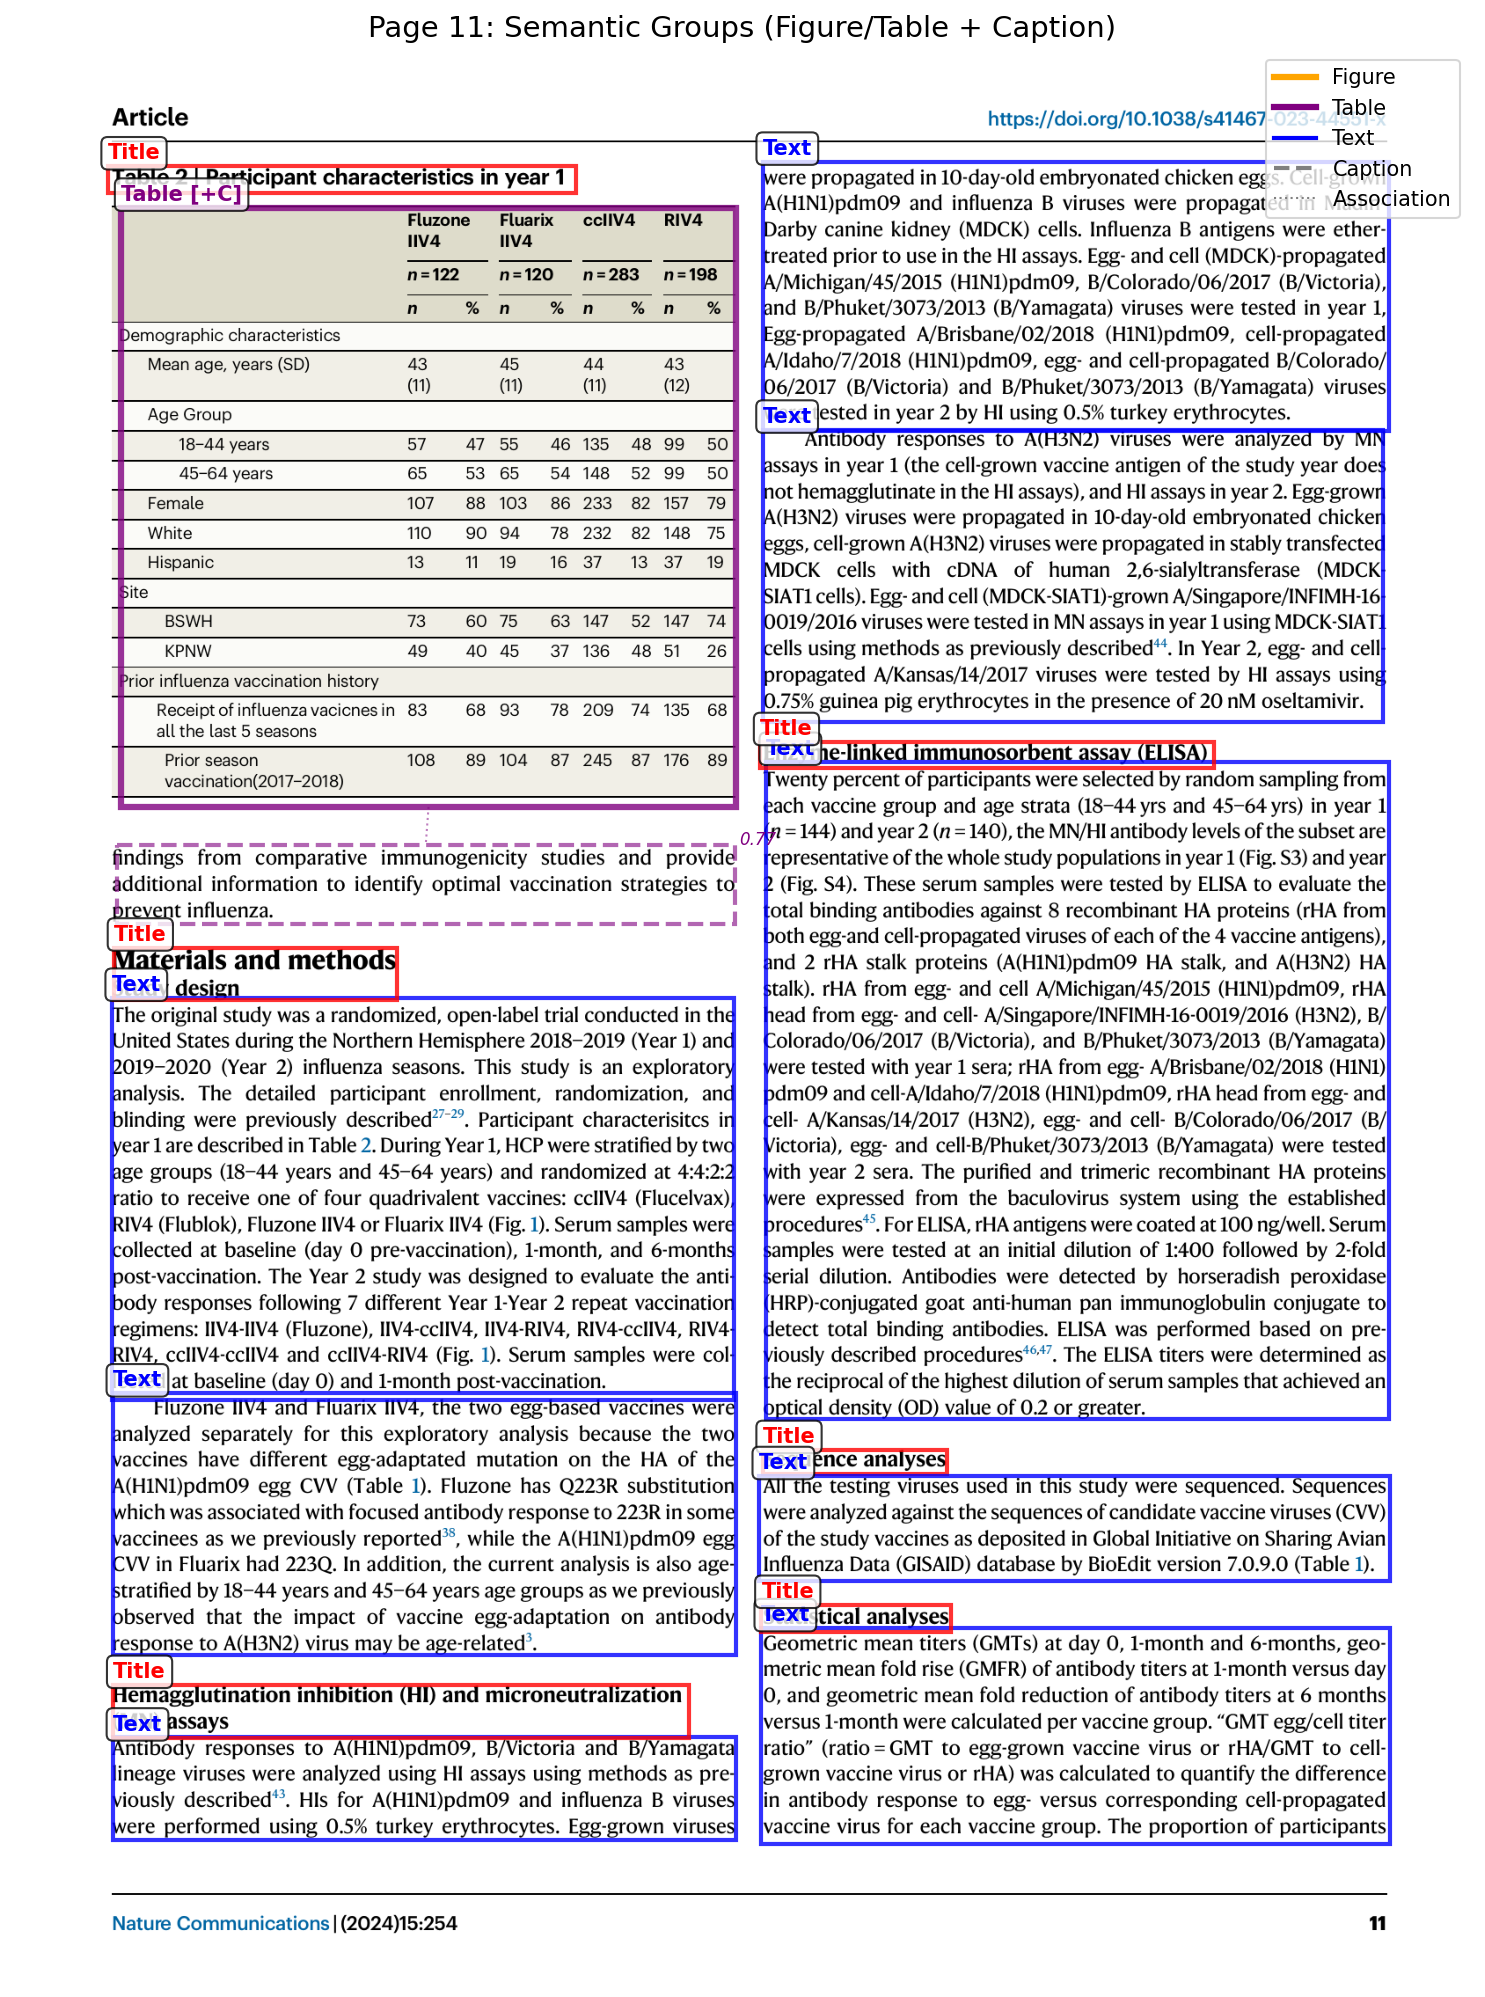 Page 11: Semantic Groups (Figure/Table + Caption)
Figure
Table
Text
Caption
Association
Article
https://doi.org/10.1038/s41467-023-44551-x
Title
Table 2 | Participant characteristics in year 1
Table [+C]
Fluzone IIV4 Fluarix IIV4 ccIIV4 RIV4
n = 122 n = 120 n = 283 n = 198
n % n % n % n %
Demographic characteristics
Mean age, years (SD) 43 (11) 45 (11) 44 (11) 43 (12)
Age Group
18–44 years 57 47 55 46 135 48 99 50
45–64 years 65 53 65 54 148 52 99 50
Female 107 88 103 86 233 82 157 79
White 110 90 94 78 232 82 148 75
Hispanic 13 11 19 16 37 13 37 19
Site
BSWH 73 60 75 63 147 52 147 74
KPNW 49 40 45 37 136 48 51 26
Prior influenza vaccination history
Receipt of influenza vacicnes in 83 68 93 78 209 74 135 68
all the last 5 seasons
Prior season 108 89 104 87 245 87 176 89
vaccination(2017–2018)
0.77
findings from comparative immunogenicity studies and provide
additional information to identify optimal vaccination strategies to
prevent influenza.
Title
Materials and methods
Text
design
The original study was a randomized, open-label trial conducted in the
United States during the Northern Hemisphere 2018–2019 (Year 1) and
2019–2020 (Year 2) influenza seasons. This study is an exploratory
analysis. The detailed participant enrollment, randomization, and
blinding were previously described27–29. Participant characterisitcs in
year 1 are described in Table 2. During Year 1, HCP were stratified by two
age groups (18–44 years and 45–64 years) and randomized at 4:4:2:2
ratio to receive one of four quadrivalent vaccines: ccIIV4 (Flucelvax),
RIV4 (Flublok), Fluzone IIV4 or Fluarix IIV4 (Fig. 1). Serum samples were
collected at baseline (day 0 pre-vaccination), 1-month, and 6-months
post-vaccination. The Year 2 study was designed to evaluate the anti-
body responses following 7 different Year 1-Year 2 repeat vaccination
regimens: IIV4-IIV4 (Fluzone), IIV4-ccIIV4, IIV4-RIV4, RIV4-ccIIV4, RIV4-
RIV4, ccIIV4-ccIIV4 and ccIIV4-RIV4 (Fig. 1). Serum samples were col-
Text
at baseline (day 0) and 1-month post-vaccination.
Fluzone IIV4 and Fluarix IIV4, the two egg-based vaccines were
analyzed separately for this exploratory analysis because the two
vaccines have different egg-adaptated mutation on the HA of the
A(H1N1)pdm09 egg CVV (Table 1). Fluzone has Q223R substitution
which was associated with focused antibody response to 223R in some
vaccinees as we previously reported38, while the A(H1N1)pdm09 egg
CVV in Fluarix had 223Q. In addition, the current analysis is also age-
stratified by 18–44 years and 45–64 years age groups as we previously
observed that the impact of vaccine egg-adaptation on antibody
response to A(H3N2) virus may be age-related3.
Title
Hemagglutination inhibition (HI) and microneutralization
Text
assays
Antibody responses to A(H1N1)pdm09, B/Victoria and B/Yamagata
lineage viruses were analyzed using HI assays using methods as pre-
viously described43. HIs for A(H1N1)pdm09 and influenza B viruses
were performed using 0.5% turkey erythrocytes. Egg-grown viruses
Text
were propagated in 10-day-old embryonated chicken eggs. Cell-grown
A(H1N1)pdm09 and influenza B viruses were propagated in Madin-
Darby canine kidney (MDCK) cells. Influenza B antigens were ether-
treated prior to use in the HI assays. Egg- and cell (MDCK)-propagated
A/Michigan/45/2015 (H1N1)pdm09, B/Colorado/06/2017 (B/Victoria),
and B/Phuket/3073/2013 (B/Yamagata) viruses were tested in year 1,
Egg-propagated A/Brisbane/02/2018 (H1N1)pdm09, cell-propagated
A/Idaho/7/2018 (H1N1)pdm09, egg- and cell-propagated B/Colorado/
06/2017 (B/Victoria) and B/Phuket/3073/2013 (B/Yamagata) viruses
Text
tested in year 2 by HI using 0.5% turkey erythrocytes.
Antibody responses to A(H3N2) viruses were analyzed by MN
assays in year 1 (the cell-grown vaccine antigen of the study year does
not hemagglutinate in the HI assays), and HI assays in year 2. Egg-grown
A(H3N2) viruses were propagated in 10-day-old embryonated chicken
eggs, cell-grown A(H3N2) viruses were propagated in stably transfected
MDCK cells with cDNA of human 2,6-sialyltransferase (MDCK-
SIAT1 cells). Egg- and cell (MDCK-SIAT1)-grown A/Singapore/INFIMH-16-
0019/2016 viruses were tested in MN assays in year 1 using MDCK-SIAT1
cells using methods as previously described44. In Year 2, egg- and cell-
propagated A/Kansas/14/2017 viruses were tested by HI assays using
0.75% guinea pig erythrocytes in the presence of 20 nM oseltamivir.
Title
Text
-linked immunosorbent assay (ELISA)
Twenty percent of participants were selected by random sampling from
each vaccine group and age strata (18–44 yrs and 45–64 yrs) in year 1
(n = 144) and year 2 (n = 140), the MN/HI antibody levels of the subset are
representative of the whole study populations in year 1 (Fig. S3) and year
2 (Fig. S4). These serum samples were tested by ELISA to evaluate the
total binding antibodies against 8 recombinant HA proteins (rHA from
both egg-and cell-propagated viruses of each of the 4 vaccine antigens),
and 2 rHA stalk proteins (A(H1N1)pdm09 HA stalk, and A(H3N2) HA
stalk). rHA from egg- and cell A/Michigan/45/2015 (H1N1)pdm09, rHA
head from egg- and cell- A/Singapore/INFIMH-16-0019/2016 (H3N2), B/
Colorado/06/2017 (B/Victoria), and B/Phuket/3073/2013 (B/Yamagata)
were tested with year 1 sera; rHA from egg- A/Brisbane/02/2018 (H1N1)
pdm09 and cell-A/Idaho/7/2018 (H1N1)pdm09, rHA head from egg- and
cell- A/Kansas/14/2017 (H3N2), egg- and cell- B/Colorado/06/2017 (B/
Victoria), egg- and cell-B/Phuket/3073/2013 (B/Yamagata) were tested
with year 2 sera. The purified and trimeric recombinant HA proteins
were expressed from the baculovirus system using the established
procedures45. For ELISA, rHA antigens were coated at 100 ng/well. Serum
samples were tested at an initial dilution of 1:400 followed by 2-fold
serial dilution. Antibodies were detected by horseradish peroxidase
(HRP)-conjugated goat anti-human pan immunoglobulin conjugate to
detect total binding antibodies. ELISA was performed based on pre-
viously described procedures46,47. The ELISA titers were determined as
the reciprocal of the highest dilution of serum samples that achieved an
optical density (OD) value of 0.2 or greater.
Title
Text
analyses
All the testing viruses used in this study were sequenced. Sequences
were analyzed against the sequences of candidate vaccine viruses (CVV)
of the study vaccines as deposited in Global Initiative on Sharing Avian
Influenza Data (GISAID) database by BioEdit version 7.0.9.0 (Table 1).
Title
Text
analyses
Geometric mean titers (GMTs) at day 0, 1-month and 6-months, geo-
metric mean fold rise (GMFR) of antibody titers at 1-month versus day
0, and geometric mean fold reduction of antibody titers at 6 months
versus 1-month were calculated per vaccine group. “GMT egg/cell titer
ratio” (ratio = GMT to egg-grown vaccine virus or rHA/GMT to cell-
grown vaccine virus or rHA) was calculated to quantify the difference
in antibody response to egg- versus corresponding cell-propagated
vaccine virus for each vaccine group. The proportion of participants
Nature Communications | (2024)15:254
11